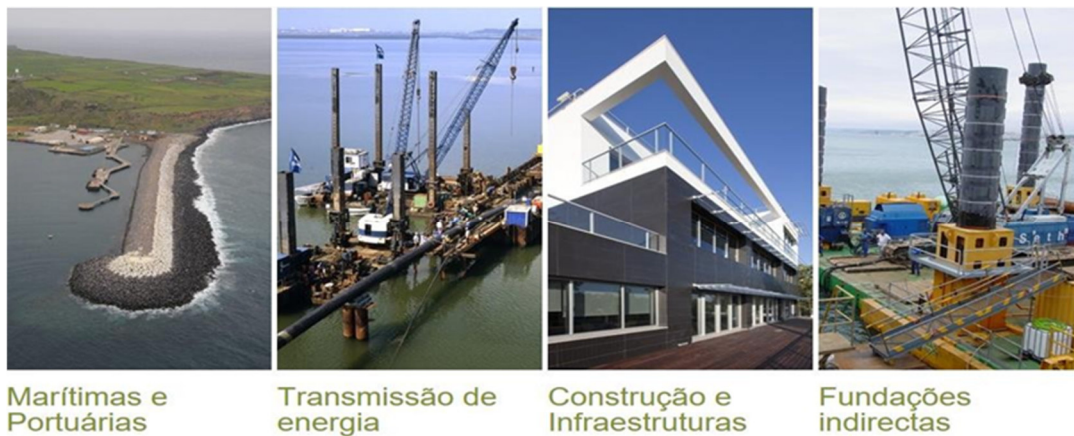 Marítimas e
Portuárias
Transmissão de
energia
Construção e
Infraestruturas
Fundações
indirectas